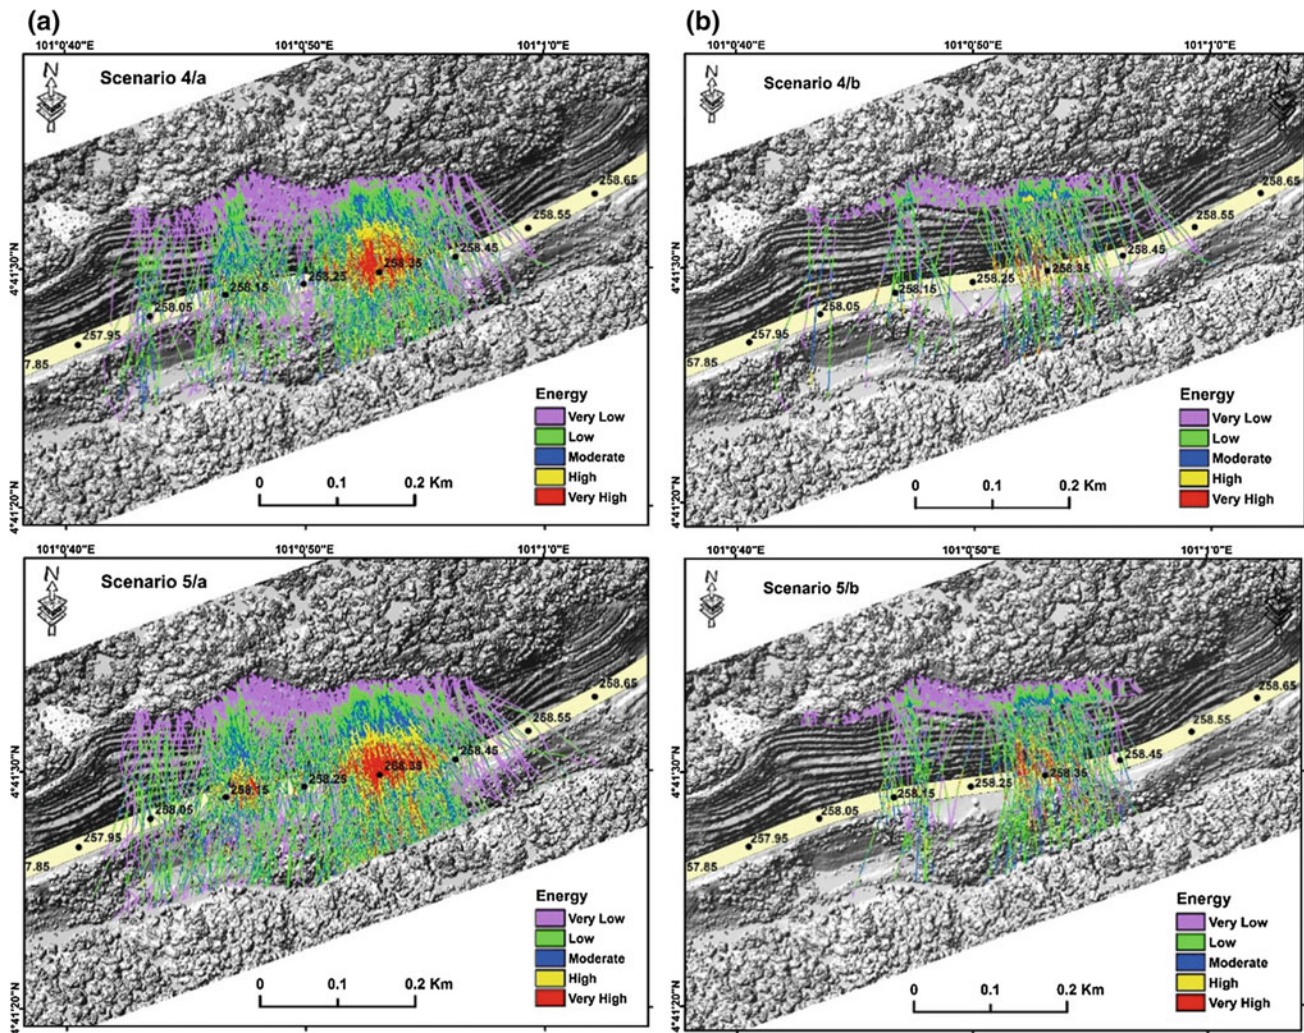 (a)
101°0'40"E 101°0'50"E 101°1'0"E
N
Scenario 4/a
258.65
258.55
258.45
258.35
258.25
258.15
258.05
257.95
7.85
4°41'30"N
4°41'20"N
Energy
Very Low
Low
Moderate
High
Very High
0 0.1 0.2 Km
(b)
101°0'40"E 101°0'50"E 101°1'0"E
N
Scenario 4/b
258.65
258.55
258.45
258.35
258.25
258.15
258.05
257.95
57.85
4°41'30"N
4°41'20"N
Energy
Very Low
Low
Moderate
High
Very High
0 0.1 0.2 Km
101°0'40"E 101°0'50"E 101°1'0"E
N
Scenario 5/a
258.65
258.55
258.45
258.35
258.25
258.15
258.05
257.95
7.85
4°41'30"N
4°41'20"N
Energy
Very Low
Low
Moderate
High
Very High
0 0.1 0.2 Km
101°0'40"E 101°0'50"E 101°1'0"E
N
Scenario 5/b
258.65
258.55
258.45
258.35
258.25
258.15
258.05
257.95
57.85
4°41'30"N
4°41'20"N
Energy
Very Low
Low
Moderate
High
Very High
0 0.1 0.2 Km